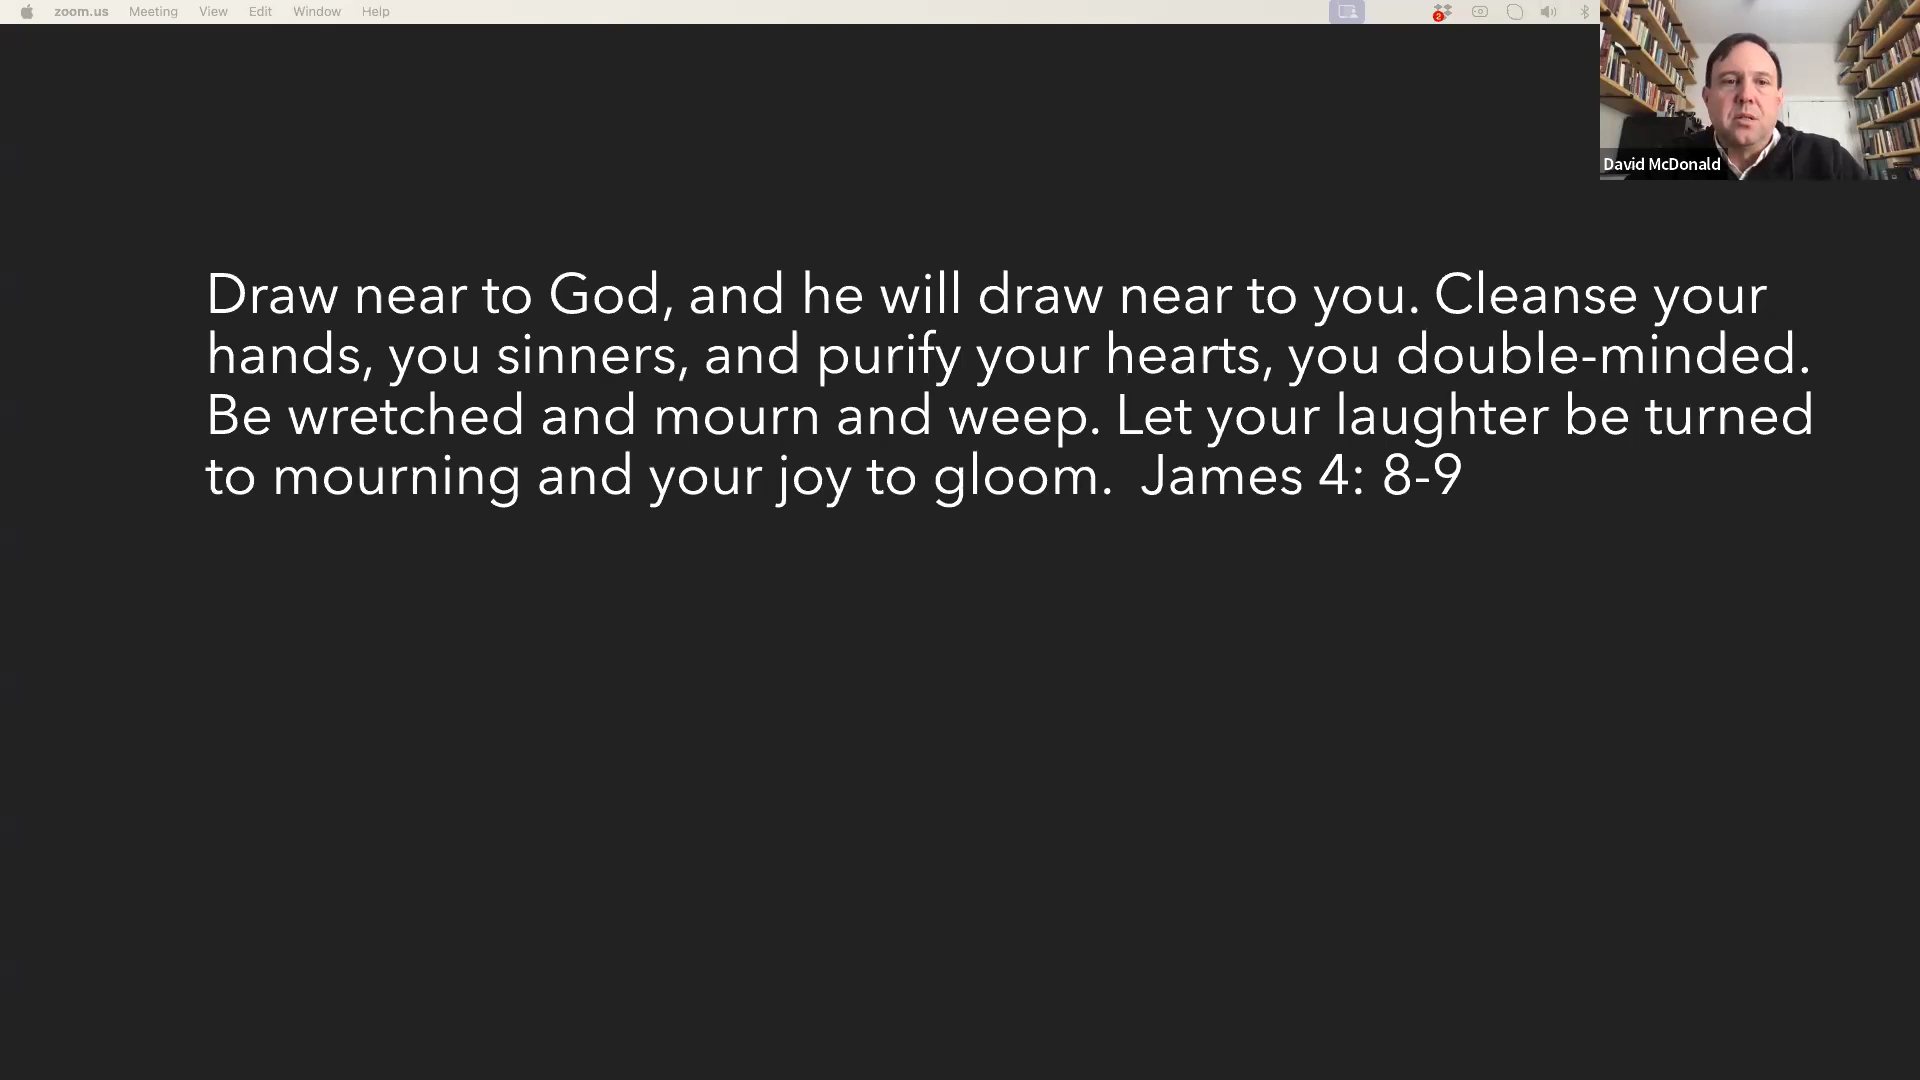 zoom.us Meeting View Edit Window Help
2
David McDonald
Draw near to God, and he will draw near to you. Cleanse your
hands, you sinners, and purify your hearts, you double-minded.
Be wretched and mourn and weep. Let your laughter be turned
to mourning and your joy to gloom.  James 4: 8-9